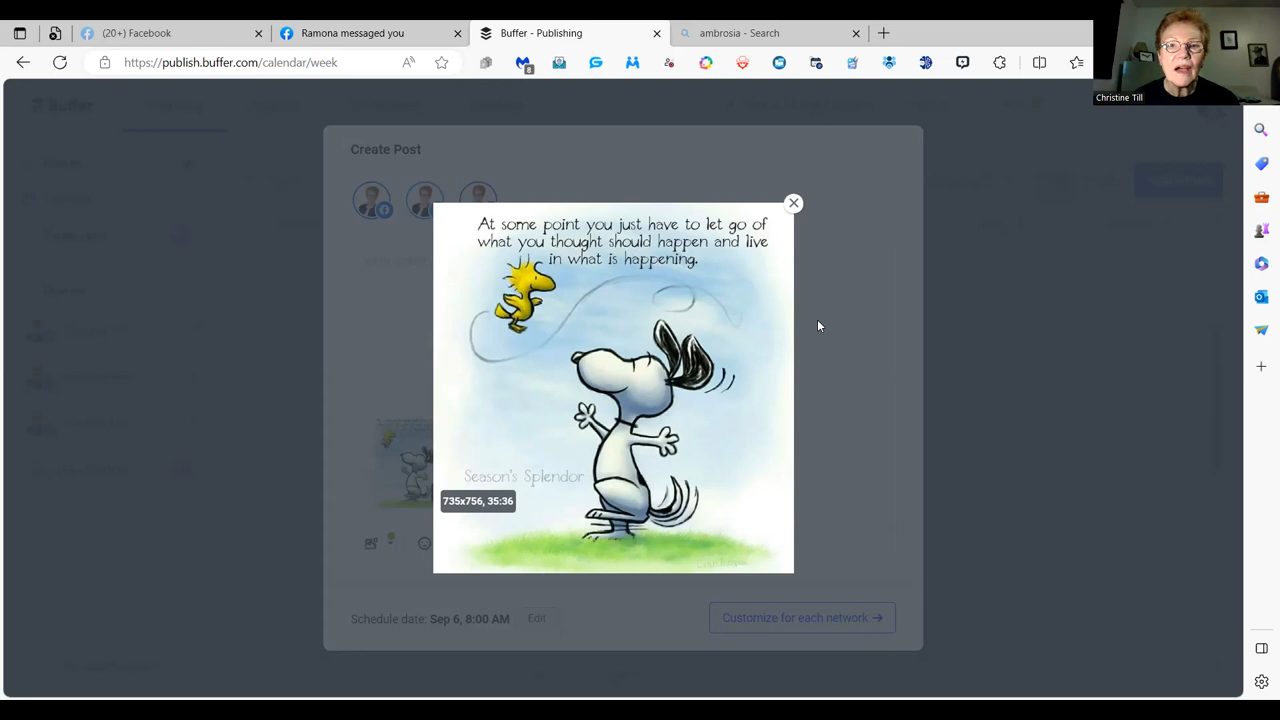 (20+) Facebook
Ramona messaged you
Buffer - Publishing
ambrosia - Search
https://publish.buffer.com/calendar/week
8
Christine Till
Buffer
Create Post
At some point you just have to let go of
what you thought should happen and live
in what is happening.
Season's Splendor
735x756, 35:36
Schedule date: Sep 6, 8:00 AM
Edit
Customize for each network →